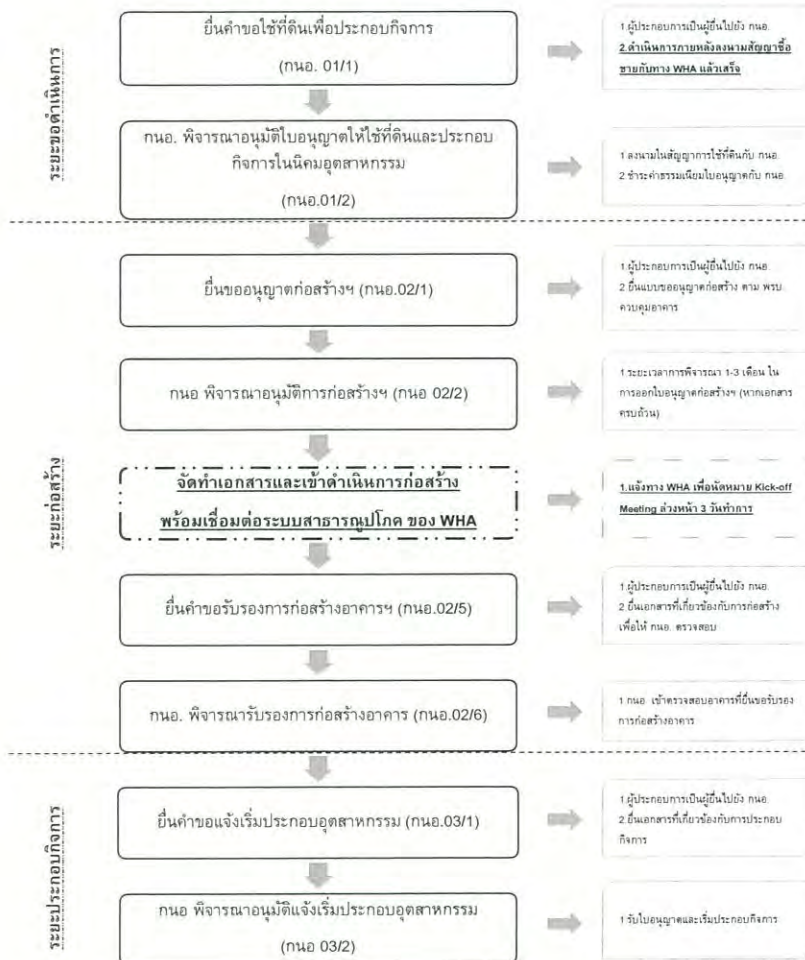 ระยะขอดำเนินการ
ยื่นคำขอใช้ที่ดินเพื่อประกอบกิจการ
(กนอ. 01/1)
1.ผู้ประกอบการเป็นผู้ยื่นไปยัง กนอ.
2.ดำเนินการภายหลังลงนามสัญญาซื้อ
ขายกับทาง WHA แล้วเสร็จ
กนอ. พิจารณาอนุมัติใบอนุญาตให้ใช้ที่ดินและประกอบ
กิจการในนิคมอุตสาหกรรม
(กนอ.01/2)
1.ลงนามในสัญญาการใช้ที่ดินกับ กนอ.
2.ชำระค่าธรรมเนียมใบอนุญาตกับ กนอ.
ระยะก่อสร้าง
ยื่นขออนุญาตก่อสร้างฯ (กนอ.02/1)
1.ผู้ประกอบการเป็นผู้ยื่นไปยัง กนอ.
2.ยื่นแบบขออนุญาตก่อสร้าง ตาม พรบ
ควบคุมอาคาร
กนอ พิจารณาอนุมัติการก่อสร้างฯ (กนอ 02/2)
1.ระยะเวลาการพิจารณา 1-3 เดือน ใน
การออกใบอนุญาตก่อสร้างฯ (หากเอกสาร
ครบถ้วน)
จัดทำเอกสารและเข้าดำเนินการก่อสร้าง
พร้อมเชื่อมต่อระบบสาธารณูปโภค ของ WHA
1.แจ้งทาง WHA เพื่อนัดหมาย Kick-off
Meeting ล่วงหน้า 3 วันทำการ
ยื่นคำขอรับรองการก่อสร้างอาคารฯ (กนอ.02/5)
1.ผู้ประกอบการเป็นผู้ยื่นไปยัง กนอ.
2.ยื่นเอกสารที่เกี่ยวข้องกับการก่อสร้าง
เพื่อให้ กนอ. ตรวจสอบ
กนอ. พิจารณารับรองการก่อสร้างอาคาร (กนอ.02/6)
1 กนอ เข้าตรวจสอบอาคารที่ยื่นขอรับรอง
การก่อสร้างอาคาร
ระยะประกอบกิจการ
ยื่นคำขอแจ้งเริ่มประกอบอุตสาหกรรม (กนอ.03/1)
1.ผู้ประกอบการเป็นผู้ยื่นไปยัง กนอ.
2.ยื่นเอกสารที่เกี่ยวข้องกับการประกอบ
กิจการ
กนอ พิจารณาอนุมัติแจ้งเริ่มประกอบอุตสาหกรรม
(กนอ 03/2)
1 รับใบอนุญาตและเริ่มประกอบกิจการ